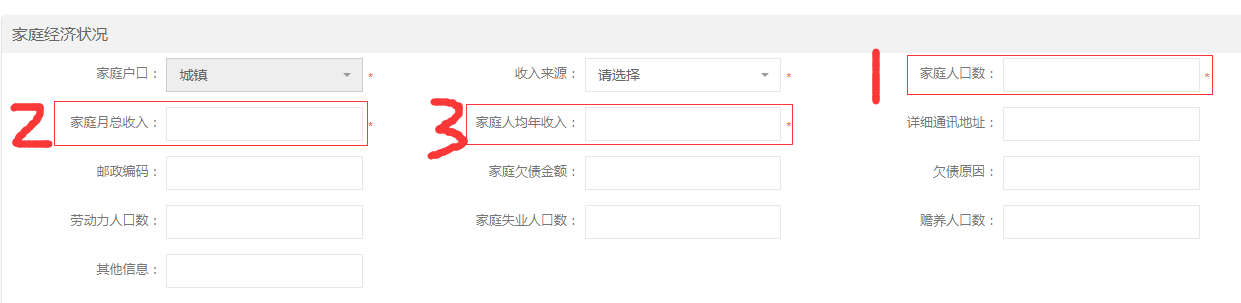 家庭经济状况
家庭户口： 城镇 * 收入来源： 请选择 * 1 家庭人口数： *
2 家庭月总收入： * 3 家庭人均年收入： * 详细通讯地址：
邮政编码： 家庭欠债金额： 欠债原因：
劳动力人口数： 家庭失业人口数： 赡养人口数：
其他信息：